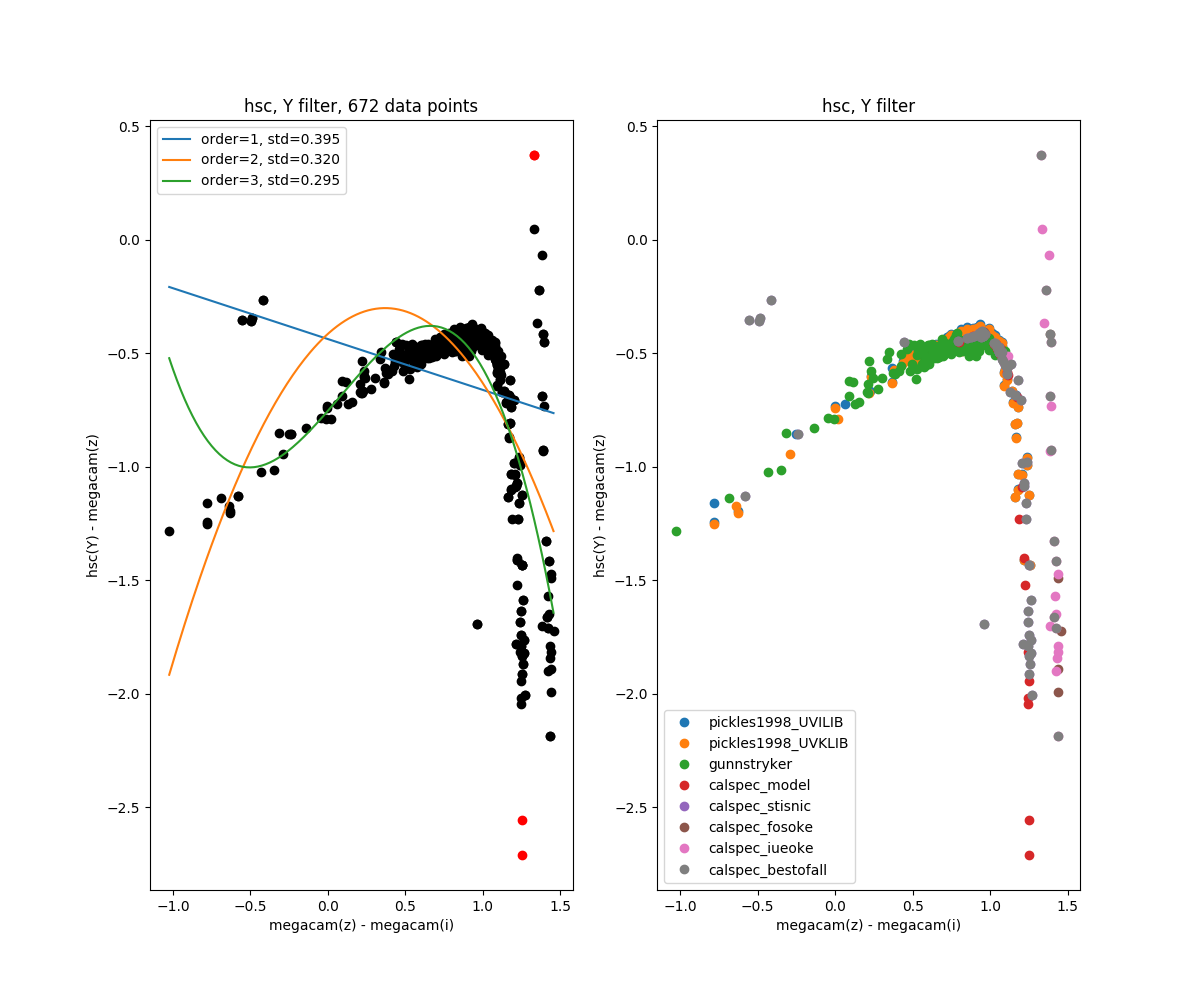 hsc, Y filter, 672 data points
order=1, std=0.395
order=2, std=0.320
order=3, std=0.295
0.5
0.0
−0.5
−1.0
−1.5
−2.0
−2.5
hsc(Y) - megacam(z)
−1.0 −0.5 0.0 0.5 1.0 1.5
megacam(z) - megacam(i)
hsc, Y filter
0.5
0.0
−0.5
−1.0
−1.5
−2.0
−2.5
hsc(Y) - megacam(z)
pickles1998_UVILIB
pickles1998_UVKLIB
gunnstryker
calspec_model
calspec_stisnic
calspec_fosoke
calspec_iueoke
calspec_bestofall
−1.0 −0.5 0.0 0.5 1.0 1.5
megacam(z) - megacam(i)